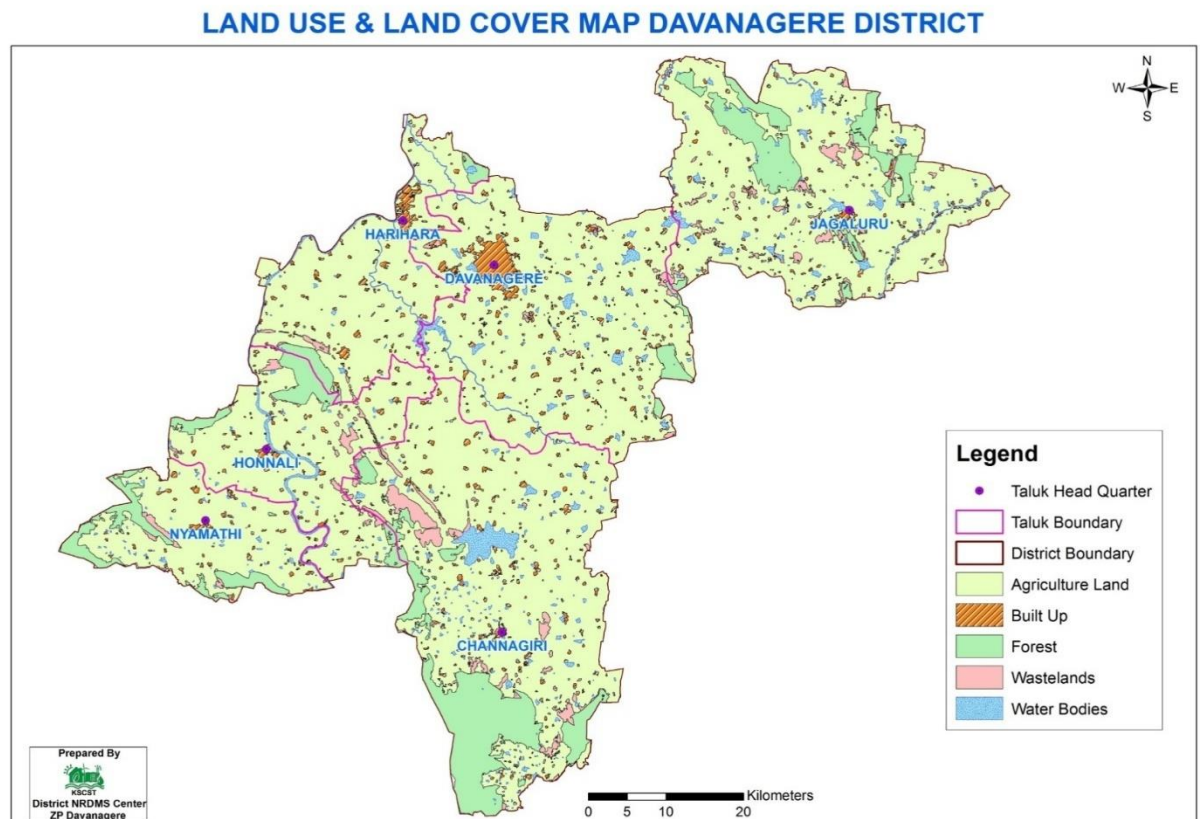 LAND USE & LAND COVER MAP DAVANAGERE DISTRICT
N
W E
S
HARIHARA
DAVANAGERE
JAGALURU
HONNALI
NYAMATHI
CHANNAGIRI
Legend
Taluk Head Quarter
Taluk Boundary
District Boundary
Agriculture Land
Built Up
Forest
Wastelands
Water Bodies
Prepared By
KSCST
District NRDMS Center
ZP Davanagere
Kilometers
0 5 10 20